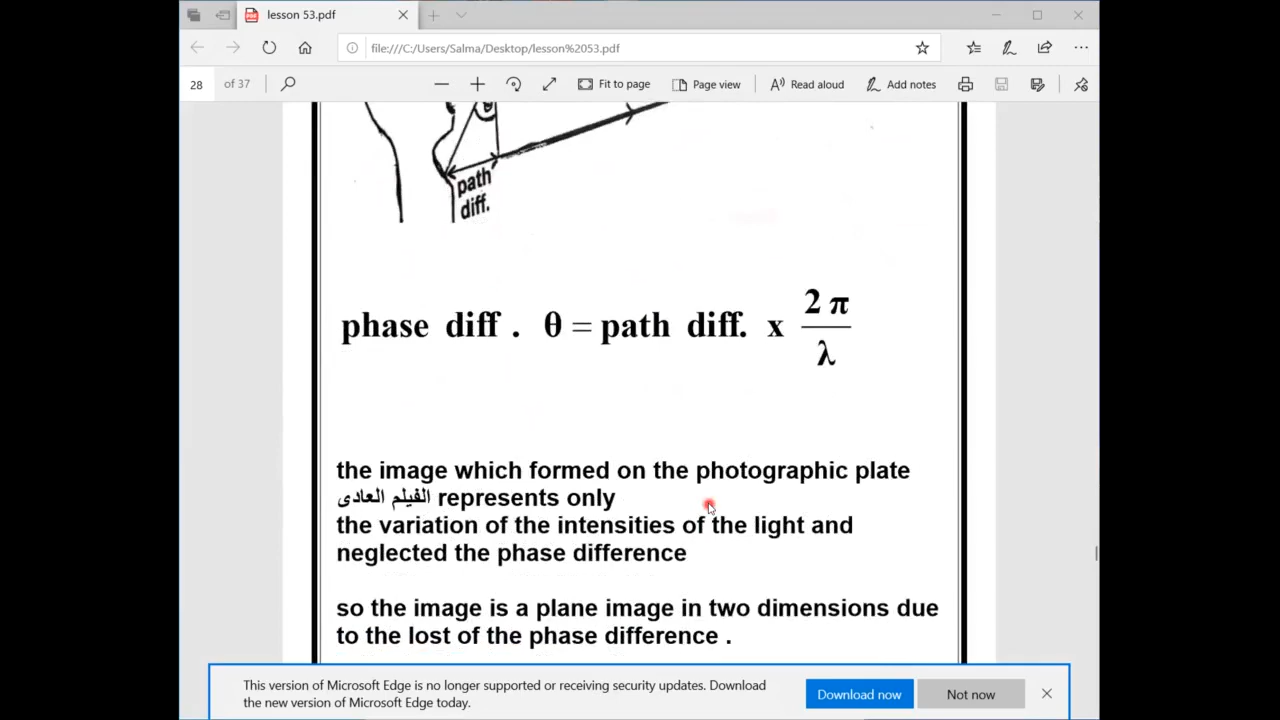 lesson 53.pdf
file:///C:/Users/Salma/Desktop/lesson%2053.pdf
28 of 37 Fit to page Page view Read aloud Add notes
path
diff.
phase diff . θ = path diff. x 2 π / λ
the image which formed on the photographic plate
الفيلم العادى represents only
the variation of the intensities of the light and
neglected the phase difference
so the image is a plane image in two dimensions due
to the lost of the phase difference .
This version of Microsoft Edge is no longer supported or receiving security updates. Download
the new version of Microsoft Edge today.
Download now
Not now